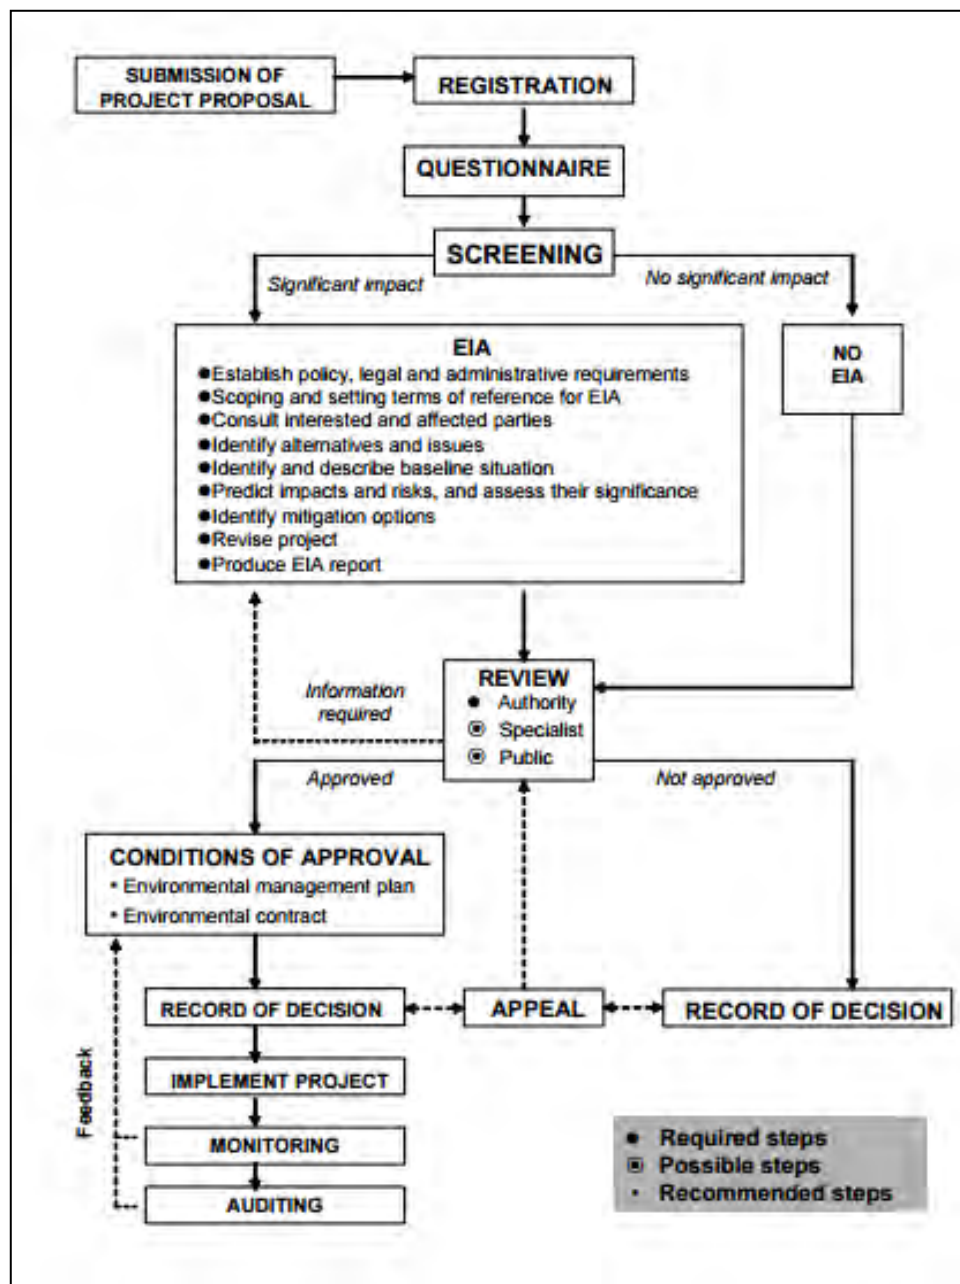 SUBMISSION OF
PROJECT PROPOSAL
REGISTRATION
QUESTIONNAIRE
SCREENING
Significant impact
No significant impact
EIA
●Establish policy, legal and administrative requirements
●Scoping and setting terms of reference for EIA
●Consult interested and affected parties
●Identify alternatives and issues
●Identify and describe baseline situation
●Predict impacts and risks, and assess their significance
●Identify mitigation options
●Revise project
●Produce EIA report
NO
EIA
REVIEW
● Authority
◉ Specialist
◉ Public
Information
required
Approved
Not approved
CONDITIONS OF APPROVAL
• Environmental management plan
• Environmental contract
RECORD OF DECISION
APPEAL
RECORD OF DECISION
IMPLEMENT PROJECT
MONITORING
AUDITING
Feedback
● Required steps
◉ Possible steps
• Recommended steps